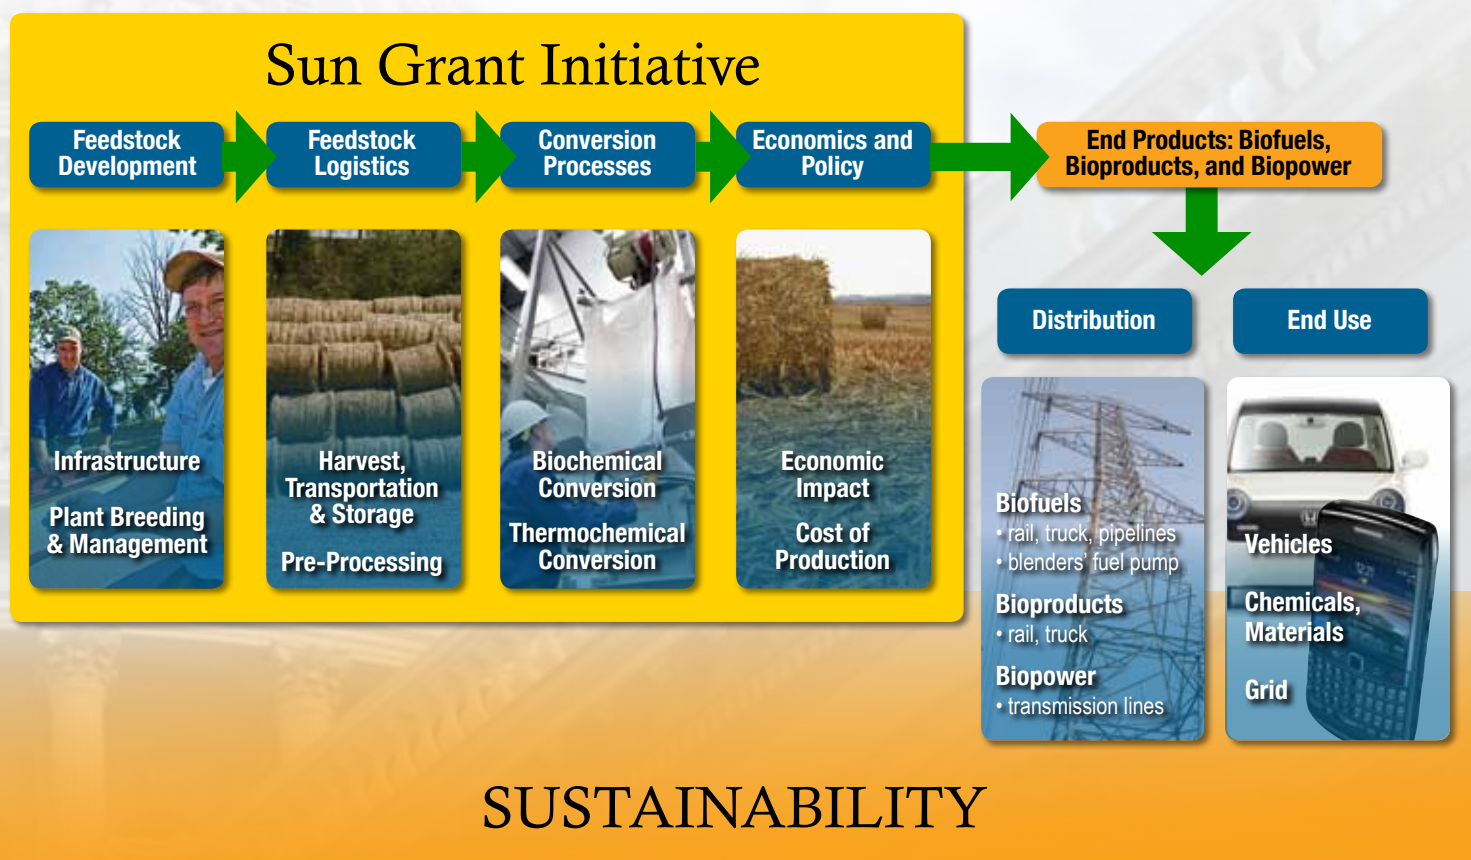 Sun Grant Initiative
Feedstock
Development
Feedstock
Logistics
Conversion
Processes
Economics and
Policy
End Products: Biofuels,
Bioproducts, and Biopower
Infrastructure
Plant Breeding
& Management
Harvest,
Transportation
& Storage
Pre-Processing
Biochemical
Conversion
Thermochemical
Conversion
Economic
Impact
Cost of
Production
Distribution
Biofuels
• rail, truck, pipelines
• blenders' fuel pump
Bioproducts
• rail, truck
Biopower
• transmission lines
End Use
Vehicles
Chemicals,
Materials
Grid
SUSTAINABILITY